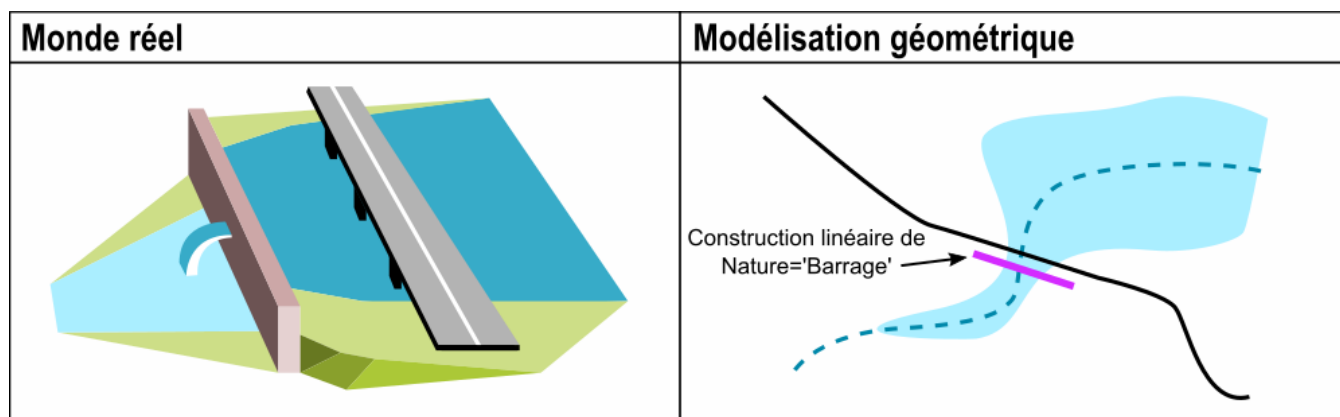 Monde réel
Modélisation géométrique
Construction linéaire de
Nature='Barrage'